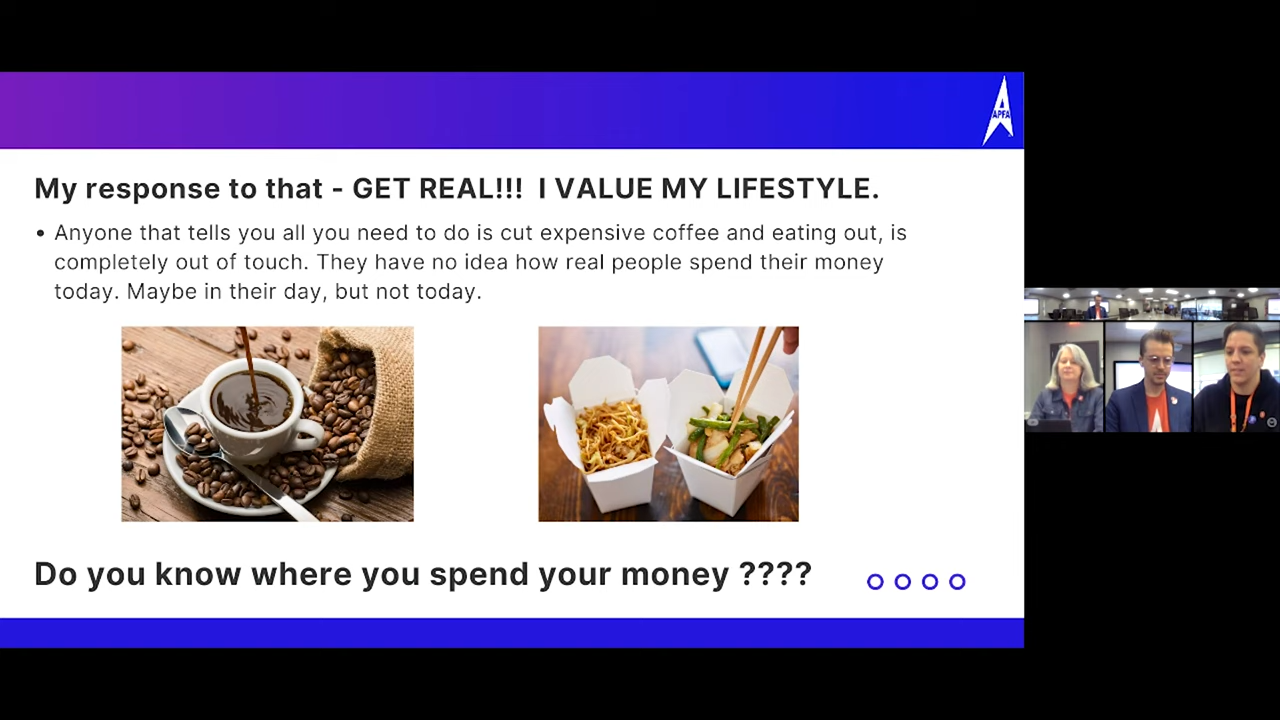 APFA
My response to that - GET REAL!!! I VALUE MY LIFESTYLE.
• Anyone that tells you all you need to do is cut expensive coffee and eating out, is
completely out of touch. They have no idea how real people spend their money
today. Maybe in their day, but not today.
Do you know where you spend your money ????